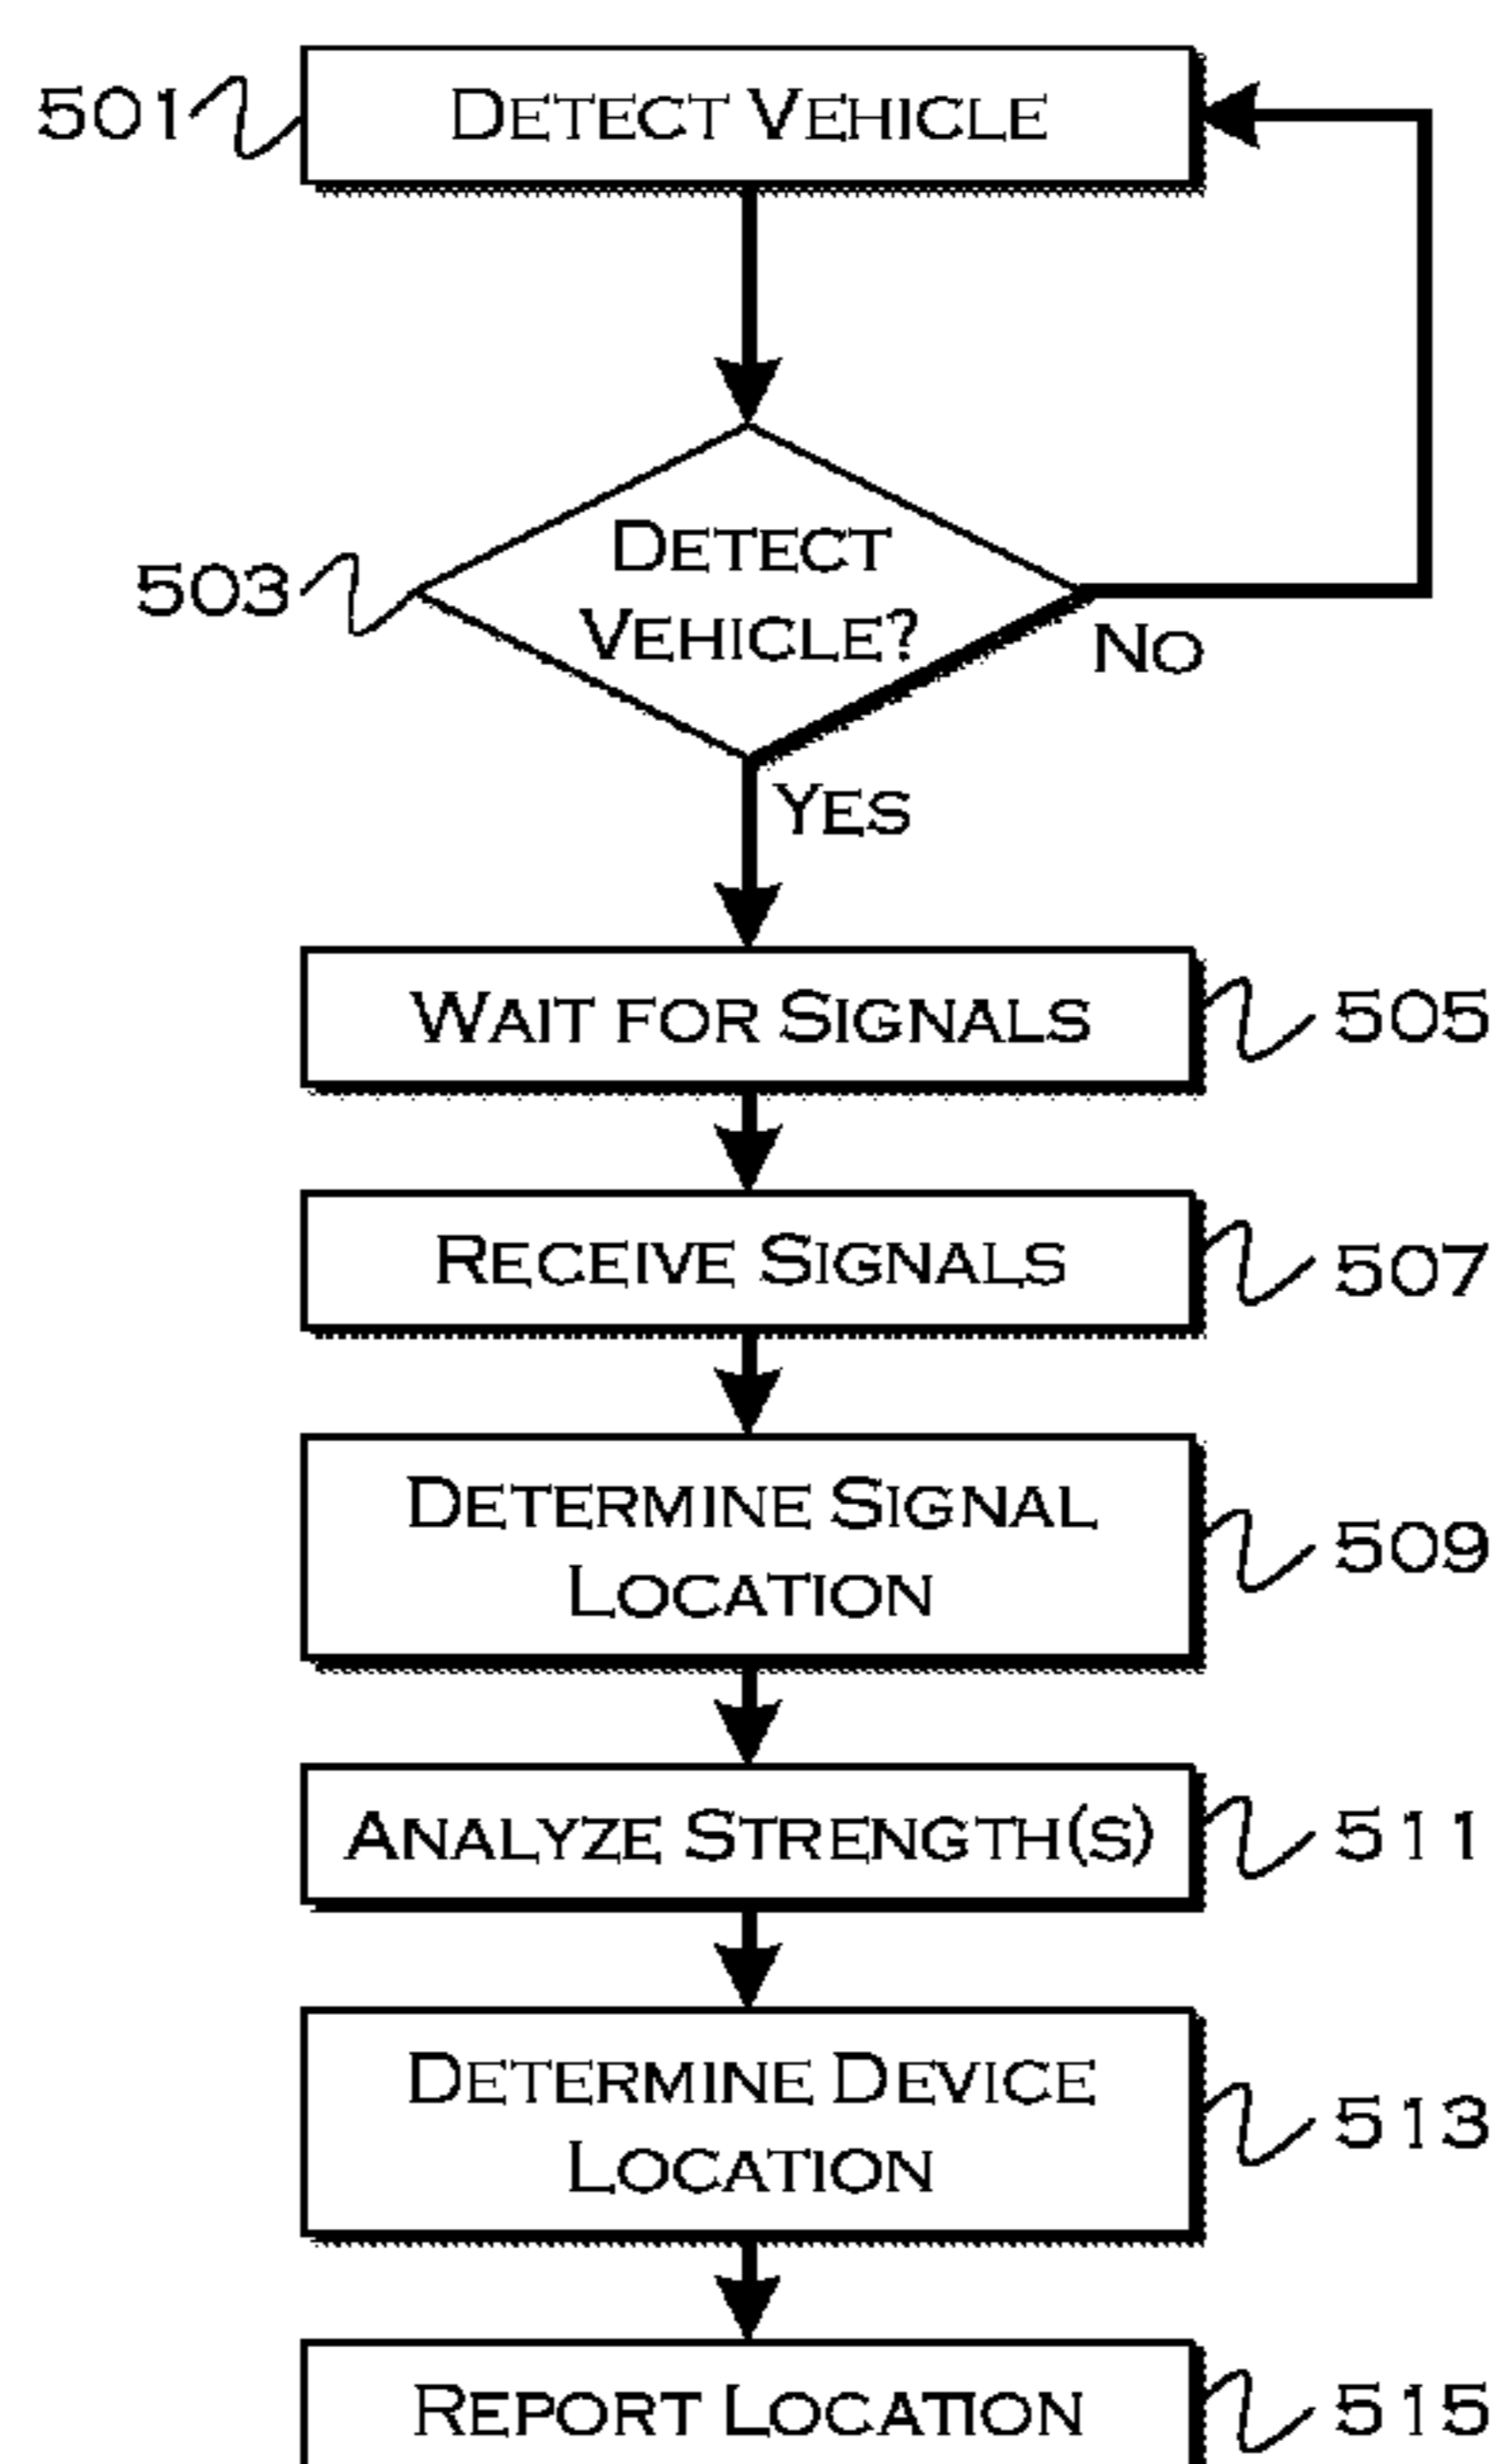 501
DETECT VEHICLE
503
DETECT
VEHICLE?
NO
YES
WAIT FOR SIGNALS
505
RECEIVE SIGNALS
507
DETERMINE SIGNAL
LOCATION
509
ANALYZE STRENGTH(S)
511
DETERMINE DEVICE
LOCATION
513
REPORT LOCATION
515